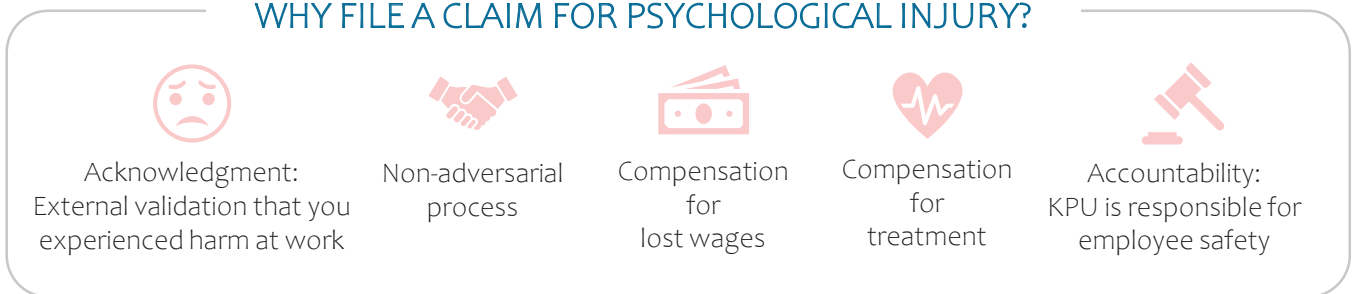 WHY FILE A CLAIM FOR PSYCHOLOGICAL INJURY?
Acknowledgment:
External validation that you
experienced harm at work
Non-adversarial
process
Compensation
for
lost wages
Compensation
for
treatment
Accountability:
KPU is responsible for
employee safety